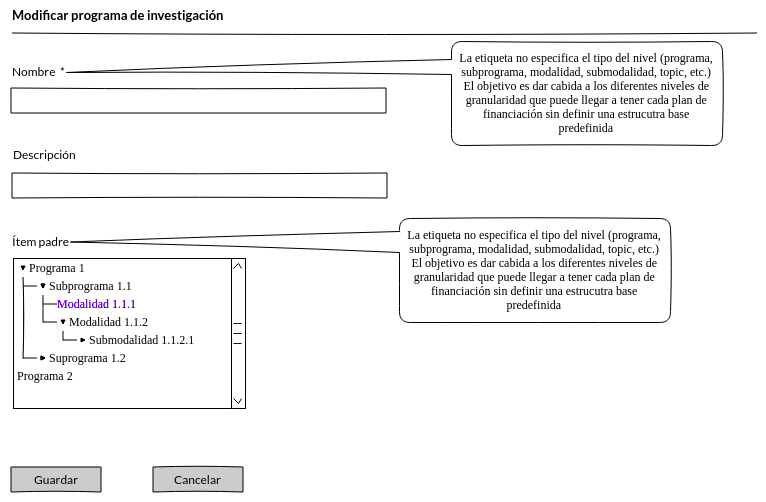 Modificar programa de investigación
La etiqueta no especifica el tipo del nivel (programa,
subprograma, modalidad, submodalidad, topic, etc.)
El objetivo es dar cabida a los diferentes niveles de
granularidad que puede llegar a tener cada plan de
financiación sin definir una estrucutra base
predefinida
Nombre *
Descripción
Ítem padre
La etiqueta no especifica el tipo del nivel (programa,
subprograma, modalidad, submodalidad, topic, etc.)
El objetivo es dar cabida a los diferentes niveles de
granularidad que puede llegar a tener cada plan de
financiación sin definir una estrucutra base
predefinida
Programa 1
Subprograma 1.1
Modalidad 1.1.1
Modalidad 1.1.2
Submodalidad 1.1.2.1
Suprograma 1.2
Programa 2
Guardar
Cancelar